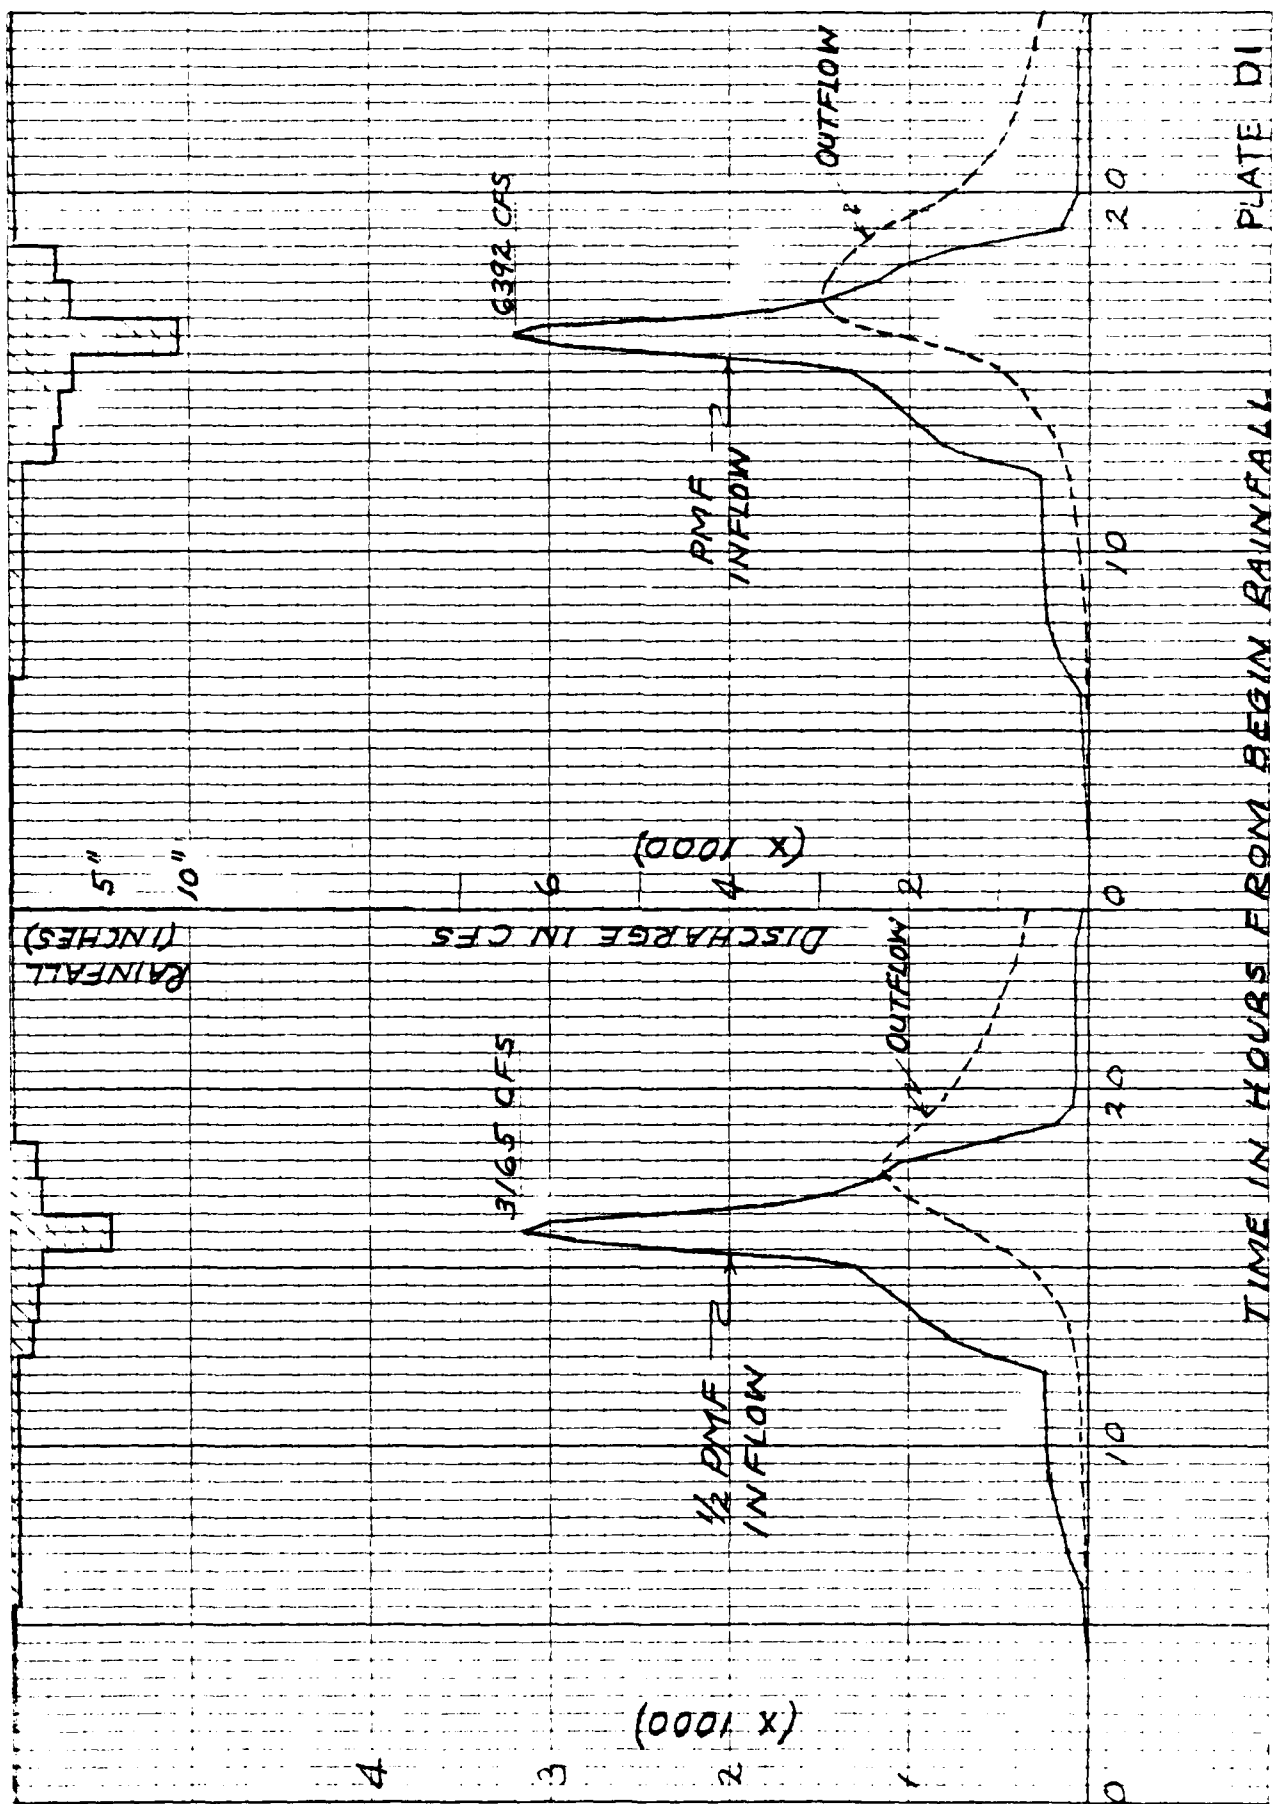 RAINFALL
(INCHES)
5"
10"
DISCHARGE IN CFS
(X 1000)
4
3
2
1
0
½ PMF
INFLOW
3165 CFS
OUTFLOW
10
20
(X 1000)
6
4
2
0
PMF
INFLOW
6392 CFS
OUTFLOW
10
20
TIME IN HOURS FROM BEGIN RAINFALL
PLATE D1